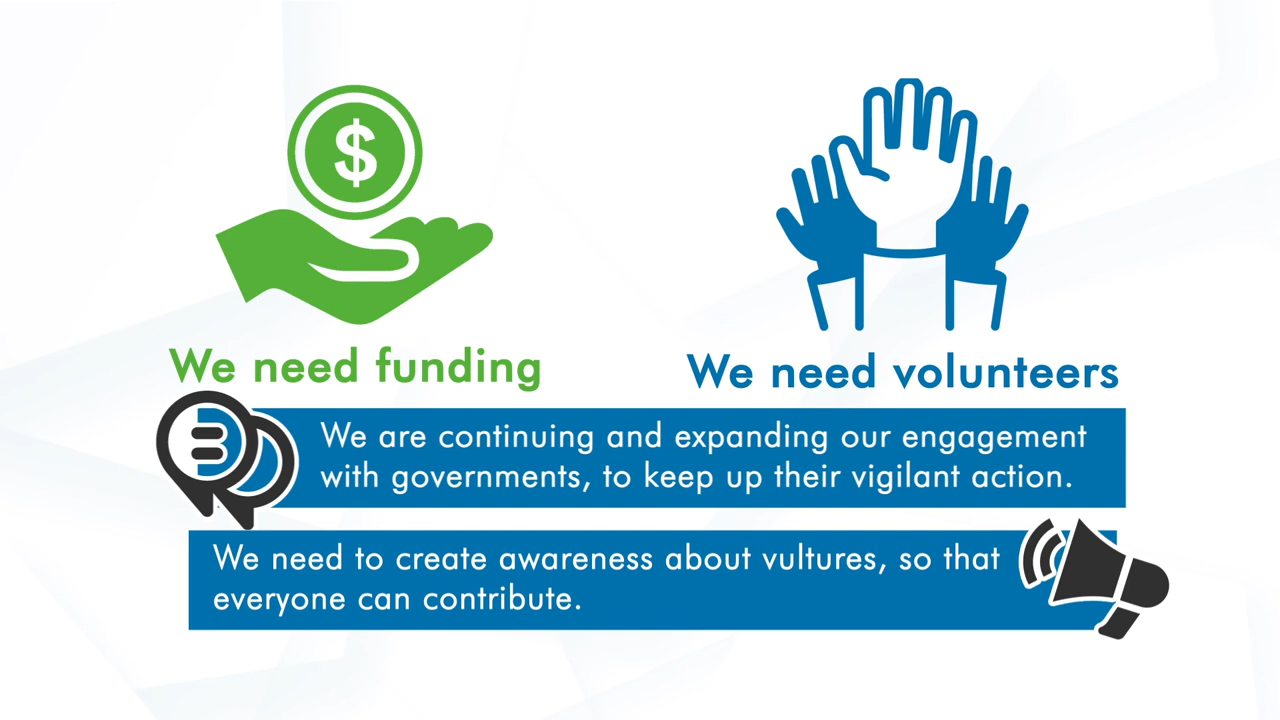 $
We need funding
We need volunteers
We are continuing and expanding our engagement
with governments, to keep up their vigilant action.
We need to create awareness about vultures, so that
everyone can contribute.